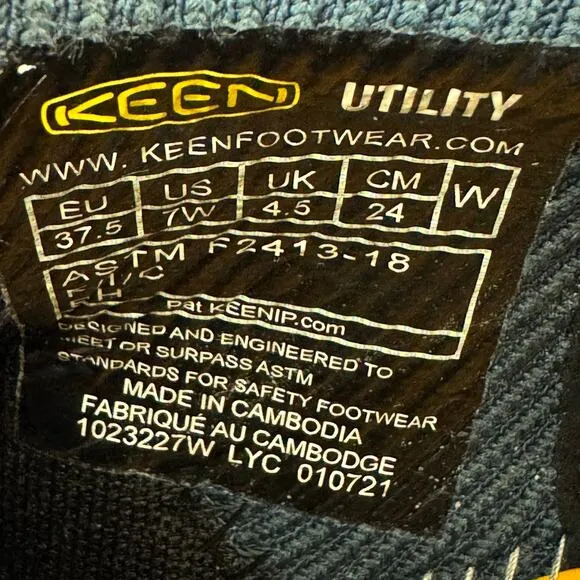 KEEN UTILITY
WWW. KEENFOOTWEAR.COM
EU US UK CM W
37.5 7W 4.5 24
ASTM F2413-18
F/I/C
EH
Pat KEENIP.com
DESIGNED AND ENGINEERED TO
MEET OR SURPASS ASTM
STANDARDS FOR SAFETY FOOTWEAR
MADE IN CAMBODIA
FABRIQUÉ AU CAMBODGE
1023227W LYC 010721